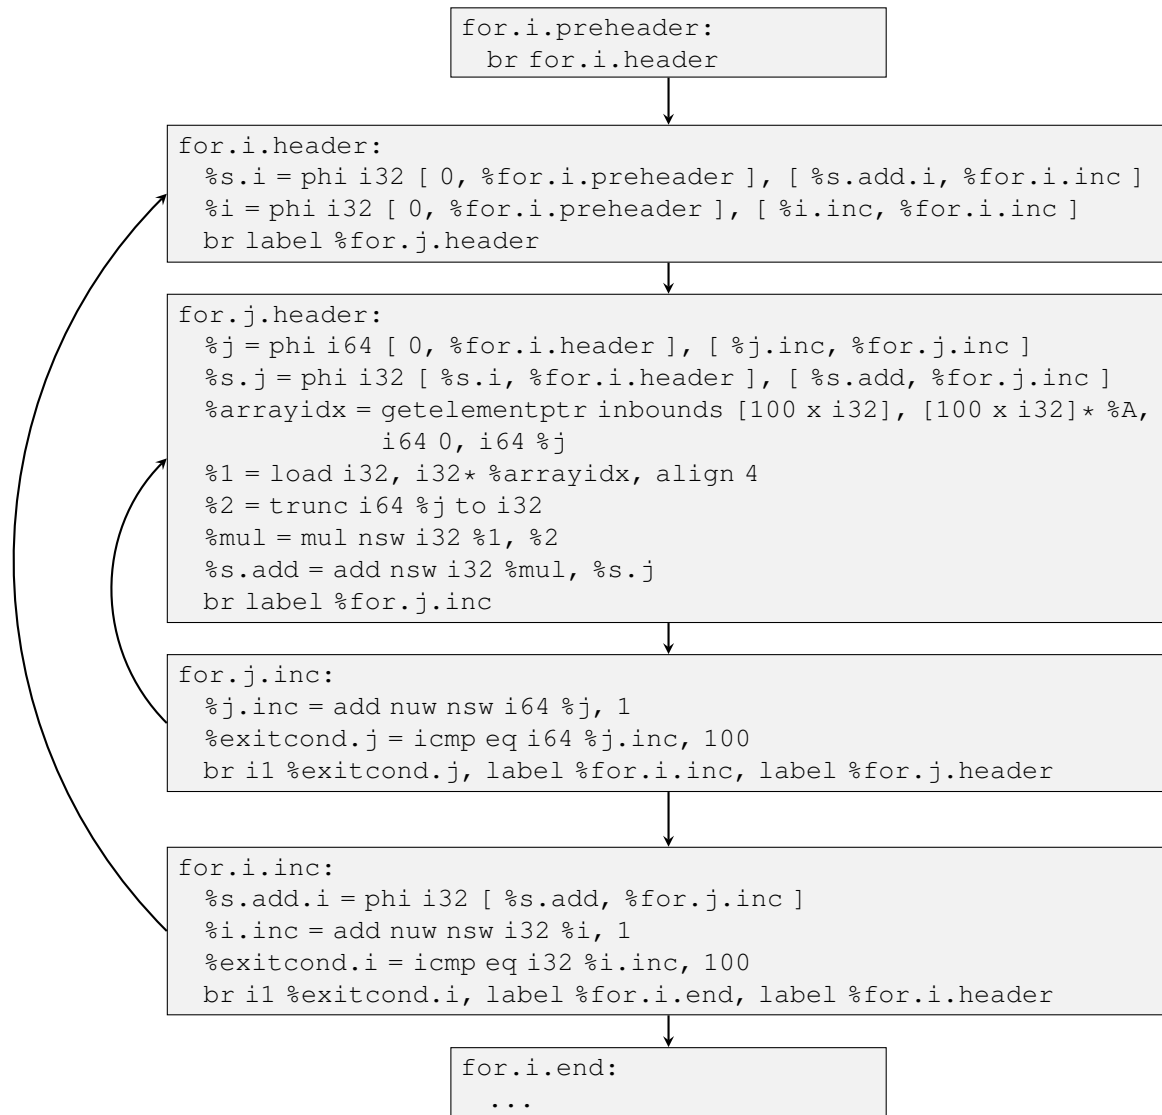 for.i.preheader:
br for.i.header
for.i.header:
%s.i = phi i32 [ 0, %for.i.preheader ], [ %s.add.i, %for.i.inc ]
%i = phi i32 [ 0, %for.i.preheader ], [ %i.inc, %for.i.inc ]
br label %for.j.header
for.j.header:
%j = phi i64 [ 0, %for.i.header ], [ %j.inc, %for.j.inc ]
%s.j = phi i32 [ %s.i, %for.i.header ], [ %s.add, %for.j.inc ]
%arrayidx = getelementptr inbounds [100 x i32], [100 x i32]* %A,
i64 0, i64 %j
%1 = load i32, i32* %arrayidx, align 4
%2 = trunc i64 %j to i32
%mul = mul nsw i32 %1, %2
%s.add = add nsw i32 %mul, %s.j
br label %for.j.inc
for.j.inc:
%j.inc = add nuw nsw i64 %j, 1
%exitcond.j = icmp eq i64 %j.inc, 100
br i1 %exitcond.j, label %for.i.inc, label %for.j.header
for.i.inc:
%s.add.i = phi i32 [ %s.add, %for.j.inc ]
%i.inc = add nuw nsw i32 %i, 1
%exitcond.i = icmp eq i32 %i.inc, 100
br i1 %exitcond.i, label %for.i.end, label %for.i.header
for.i.end:
...